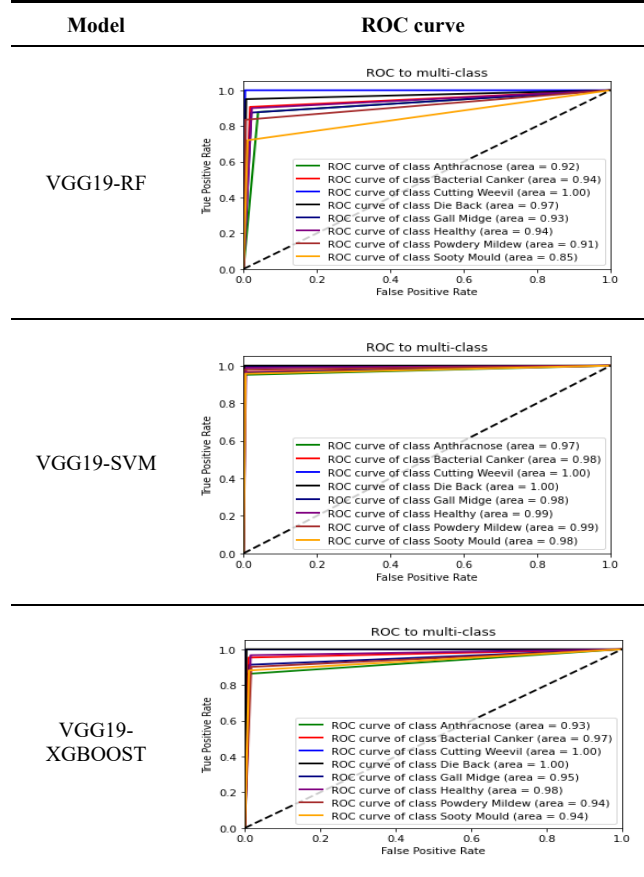 Model ROC curve
VGG19-RF
ROC to multi-class
True Positive Rate
1.0
0.8
0.6
0.4
0.2
0.0
ROC curve of class Anthracnose (area = 0.92)
ROC curve of class Bacterial Canker (area = 0.94)
ROC curve of class Cutting Weevil (area = 1.00)
ROC curve of class Die Back (area = 0.97)
ROC curve of class Gall Midge (area = 0.93)
ROC curve of class Healthy (area = 0.94)
ROC curve of class Powdery Mildew (area = 0.91)
ROC curve of class Sooty Mould (area = 0.85)
0.0 0.2 0.4 0.6 0.8 1.0
False Positive Rate
VGG19-SVM
ROC to multi-class
True Positive Rate
1.0
0.8
0.6
0.4
0.2
0.0
ROC curve of class Anthracnose (area = 0.97)
ROC curve of class Bacterial Canker (area = 0.98)
ROC curve of class Cutting Weevil (area = 1.00)
ROC curve of class Die Back (area = 1.00)
ROC curve of class Gall Midge (area = 0.98)
ROC curve of class Healthy (area = 0.99)
ROC curve of class Powdery Mildew (area = 0.99)
ROC curve of class Sooty Mould (area = 0.98)
0.0 0.2 0.4 0.6 0.8 1.0
False Positive Rate
VGG19-
XGBOOST
ROC to multi-class
True Positive Rate
1.0
0.8
0.6
0.4
0.2
0.0
ROC curve of class Anthracnose (area = 0.93)
ROC curve of class Bacterial Canker (area = 0.97)
ROC curve of class Cutting Weevil (area = 1.00)
ROC curve of class Die Back (area = 1.00)
ROC curve of class Gall Midge (area = 0.95)
ROC curve of class Healthy (area = 0.98)
ROC curve of class Powdery Mildew (area = 0.94)
ROC curve of class Sooty Mould (area = 0.94)
0.0 0.2 0.4 0.6 0.8 1.0
False Positive Rate